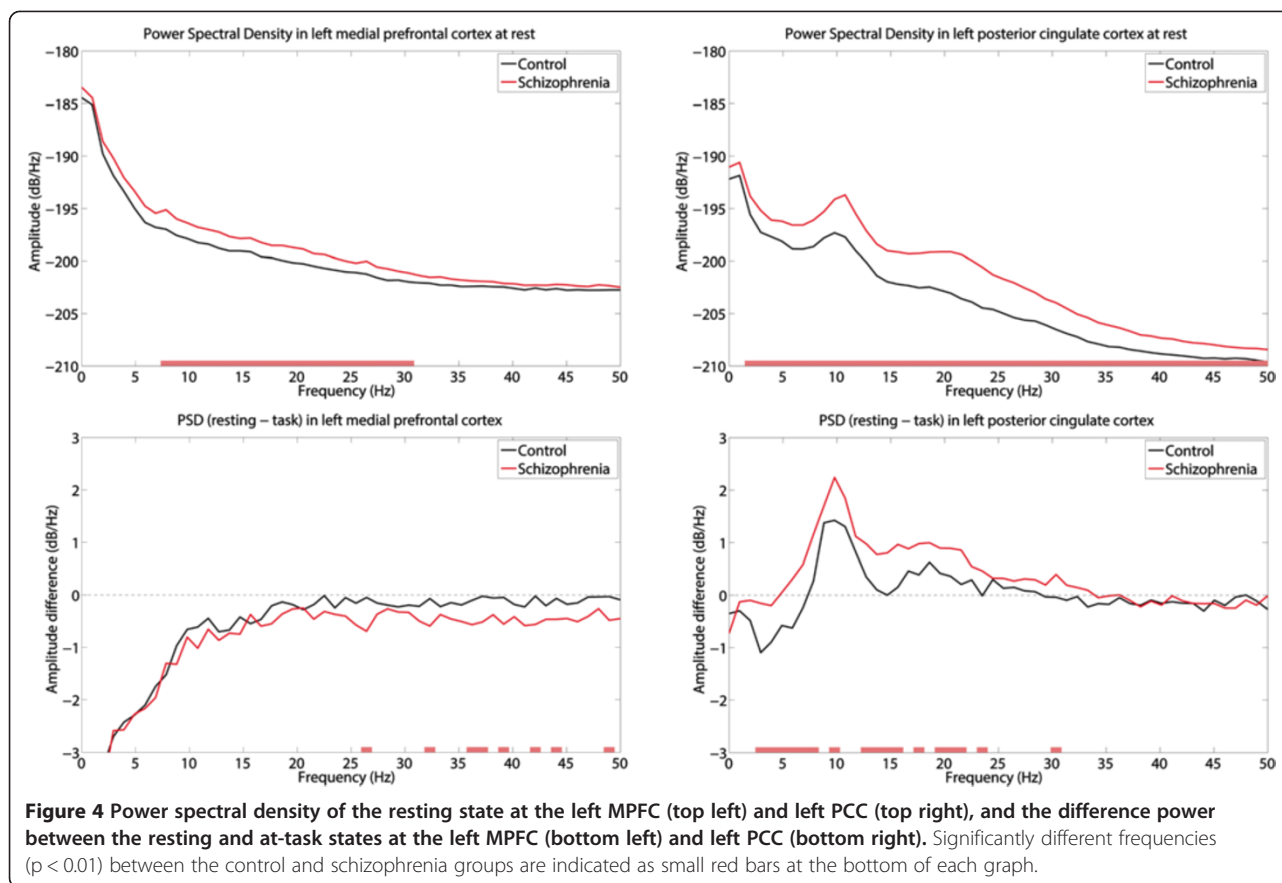 Power Spectral Density in left medial prefrontal cortex at rest
−180
−185
−190
−195
−200
−205
−210
Amplitude (dB/Hz)
Control
Schizophrenia
0 5 10 15 20 25 30 35 40 45 50
Frequency (Hz)
Power Spectral Density in left posterior cingulate cortex at rest
−180
−185
−190
−195
−200
−205
−210
Amplitude (dB/Hz)
Control
Schizophrenia
0 5 10 15 20 25 30 35 40 45 50
Frequency (Hz)
PSD (resting − task) in left medial prefrontal cortex
3
2
1
0
−1
−2
−3
Amplitude difference (dB/Hz)
Control
Schizophrenia
0 5 10 15 20 25 30 35 40 45 50
Frequency (Hz)
PSD (resting − task) in left posterior cingulate cortex
3
2
1
0
−1
−2
−3
Amplitude difference (dB/Hz)
Control
Schizophrenia
0 5 10 15 20 25 30 35 40 45 50
Frequency (Hz)
Figure 4 Power spectral density of the resting state at the left MPFC (top left) and left PCC (top right), and the difference power
between the resting and at-task states at the left MPFC (bottom left) and left PCC (bottom right). Significantly different frequencies
(p < 0.01) between the control and schizophrenia groups are indicated as small red bars at the bottom of each graph.